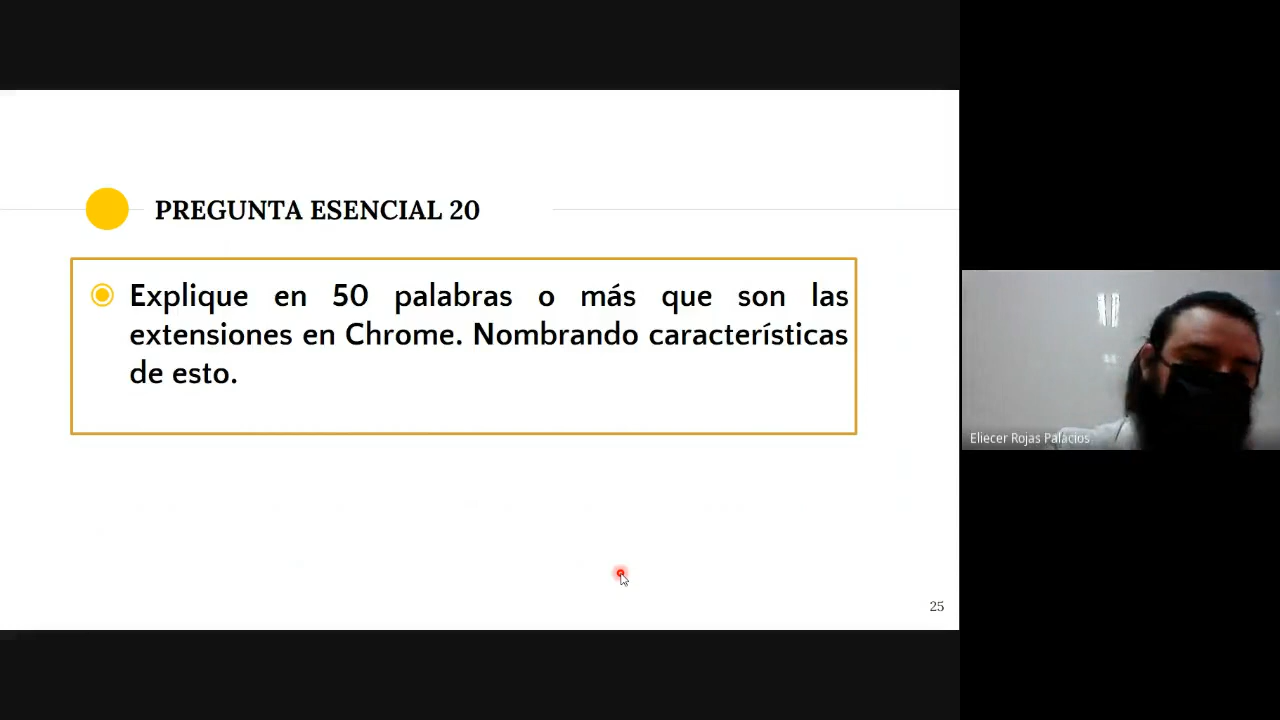 PREGUNTA ESENCIAL 20
Explique en 50 palabras o más que son las
extensiones en Chrome. Nombrando características
de esto.
Eliecer Rojas Palacios
25